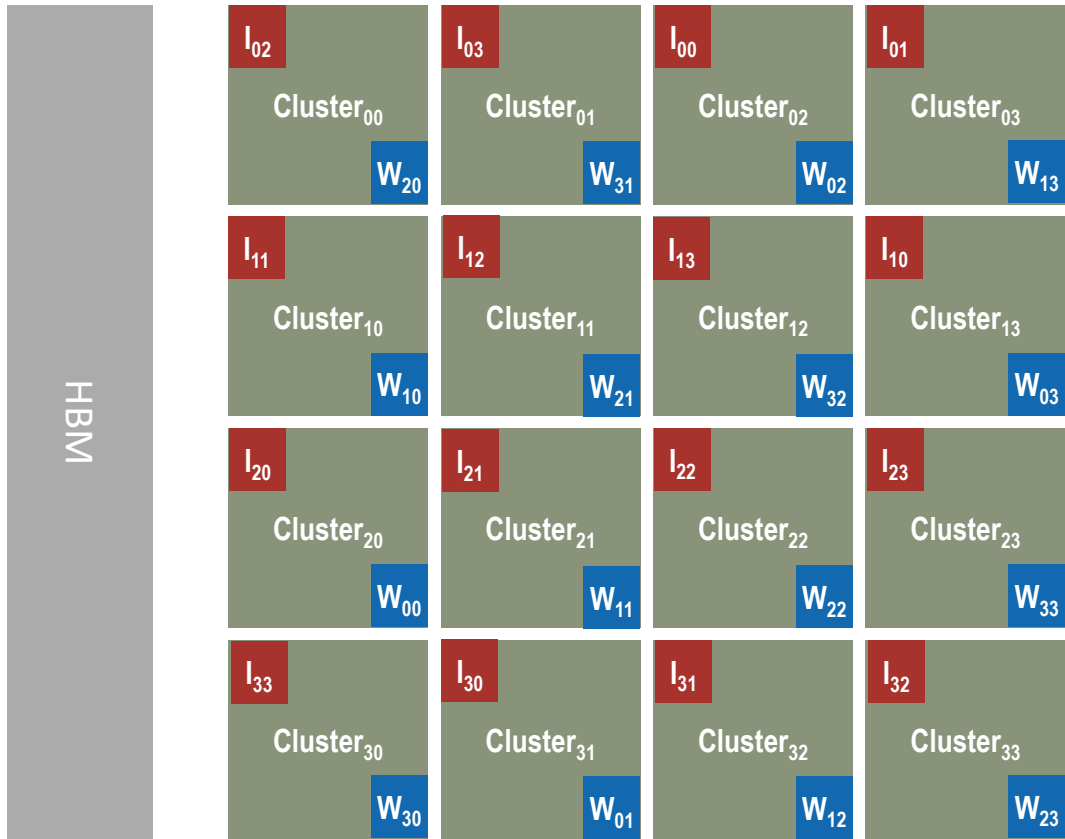 HBM
I₀₂ I₀₃ I₀₀ I₀₁
Cluster₀₀ Cluster₀₁ Cluster₀₂ Cluster₀₃
W₂₀ W₃₁ W₀₂ W₁₃
I₁₁ I₁₂ I₁₃ I₁₀
Cluster₁₀ Cluster₁₁ Cluster₁₂ Cluster₁₃
W₁₀ W₂₁ W₃₂ W₀₃
I₂₀ I₂₁ I₂₂ I₂₃
Cluster₂₀ Cluster₂₁ Cluster₂₂ Cluster₂₃
W₀₀ W₁₁ W₂₂ W₃₃
I₃₃ I₃₀ I₃₁ I₃₂
Cluster₃₀ Cluster₃₁ Cluster₃₂ Cluster₃₃
W₃₀ W₀₁ W₁₂ W₂₃